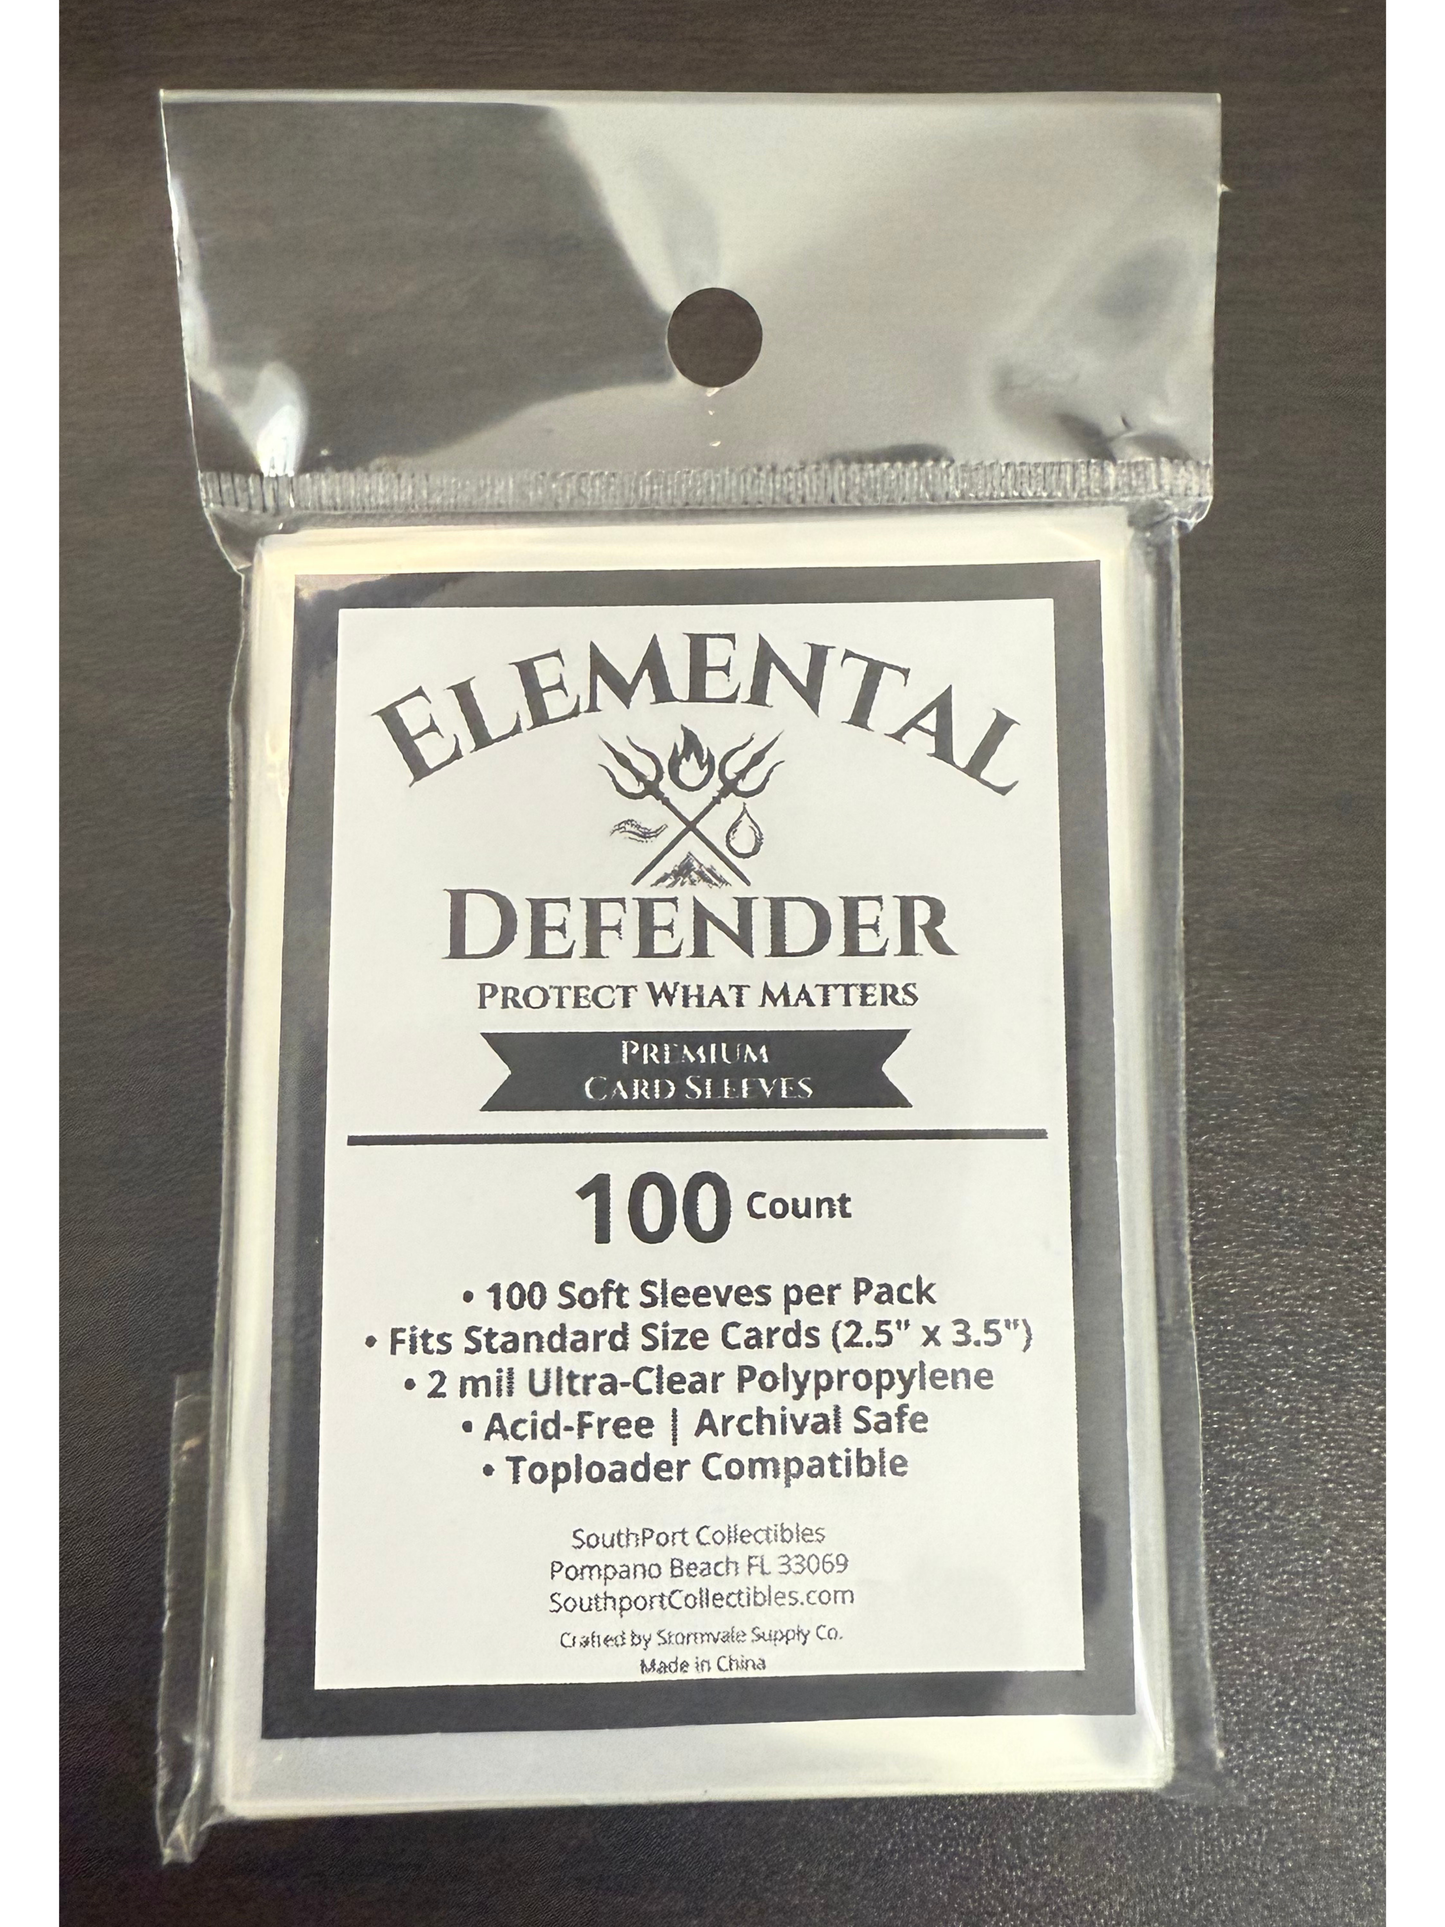 ELEMENTAL
DEFENDER
PROTECT WHAT MATTERS
PREMIUM
CARD SLEEVES
100 Count
• 100 Soft Sleeves per Pack
• Fits Standard Size Cards (2.5" x 3.5")
• 2 mil Ultra-Clear Polypropylene
• Acid-Free | Archival Safe
• Toploader Compatible
SouthPort Collectibles
Pompano Beach FL 33069
SouthportCollectibles.com
Crafted by Stormvale Supply Co.
Made in China